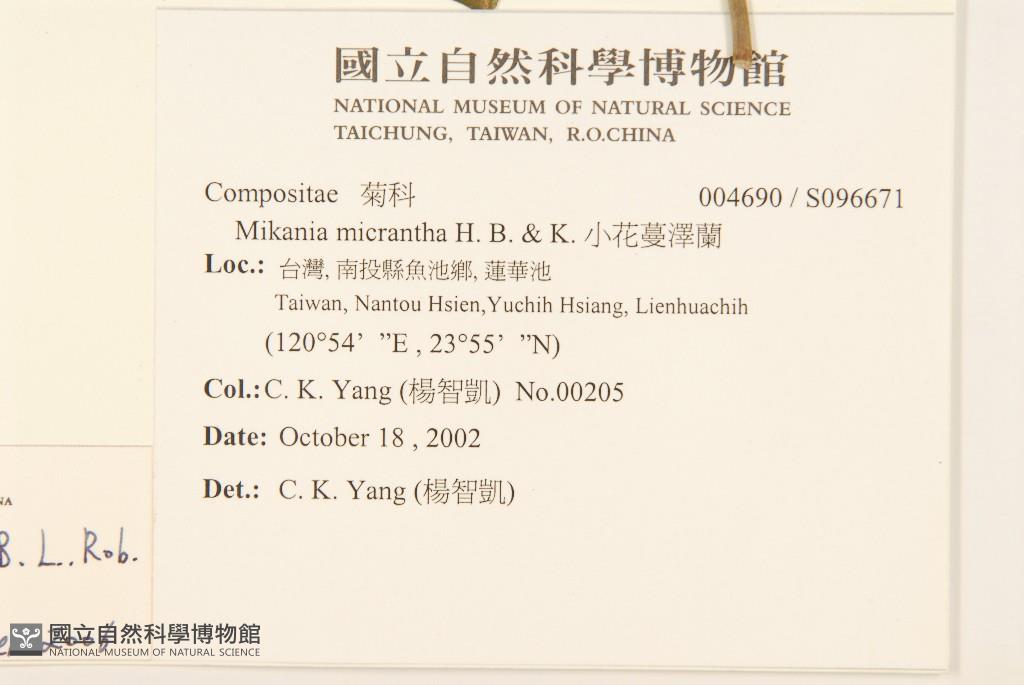 國立自然科學博物館
NATIONAL MUSEUM OF NATURAL SCIENCE
TAICHUNG, TAIWAN, R.O.CHINA
Compositae 菊科 004690 / S096671
Mikania micrantha H. B. & K. 小花蔓澤蘭
Loc.: 台灣, 南投縣魚池鄉, 蓮華池
Taiwan, Nantou Hsien,Yuchih Hsiang, Lienhuachih
(120°54’ ”E , 23°55’ ”N)
Col.: C. K. Yang (楊智凱) No.00205
Date: October 18 , 2002
Det.: C. K. Yang (楊智凱)
NA
B. L. Rob.
國立自然科學博物館
NATIONAL MUSEUM OF NATURAL SCIENCE